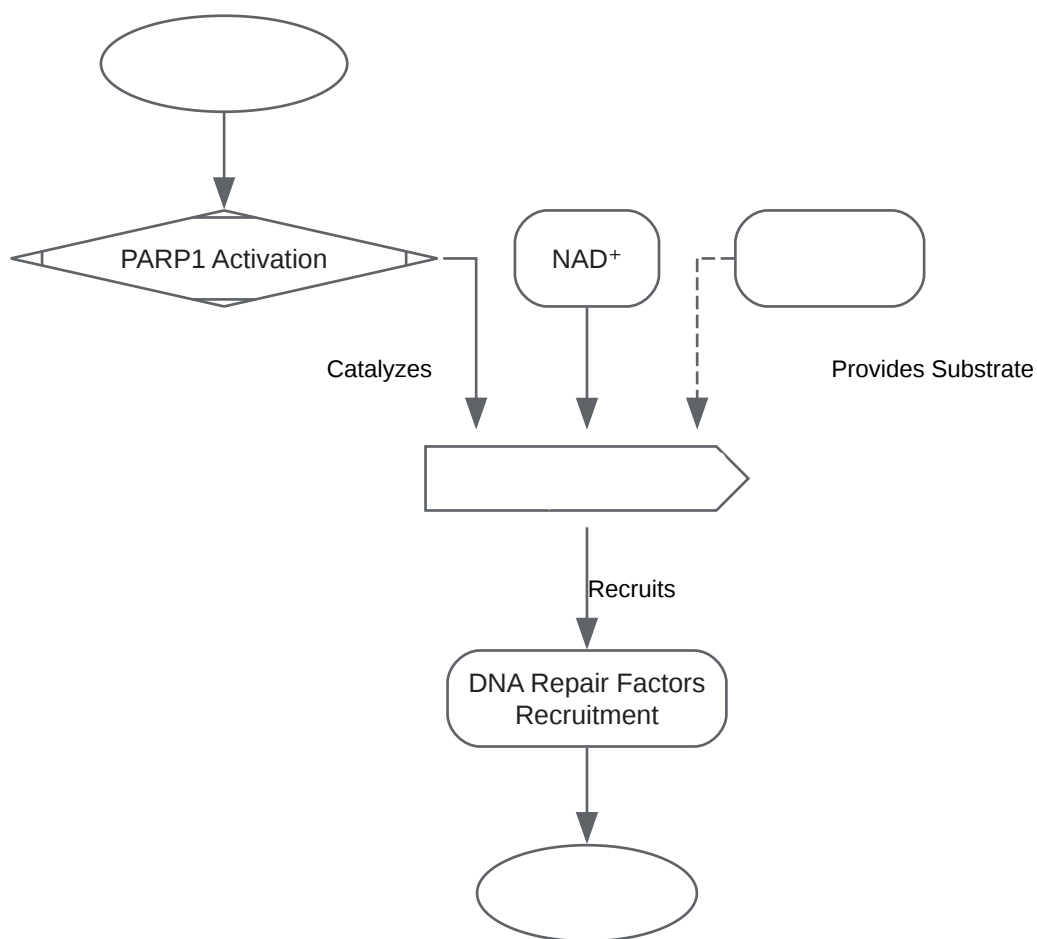 PARP1 Activation
NAD⁺
Catalyzes
Provides Substrate
Recruits
DNA Repair Factors
Recruitment